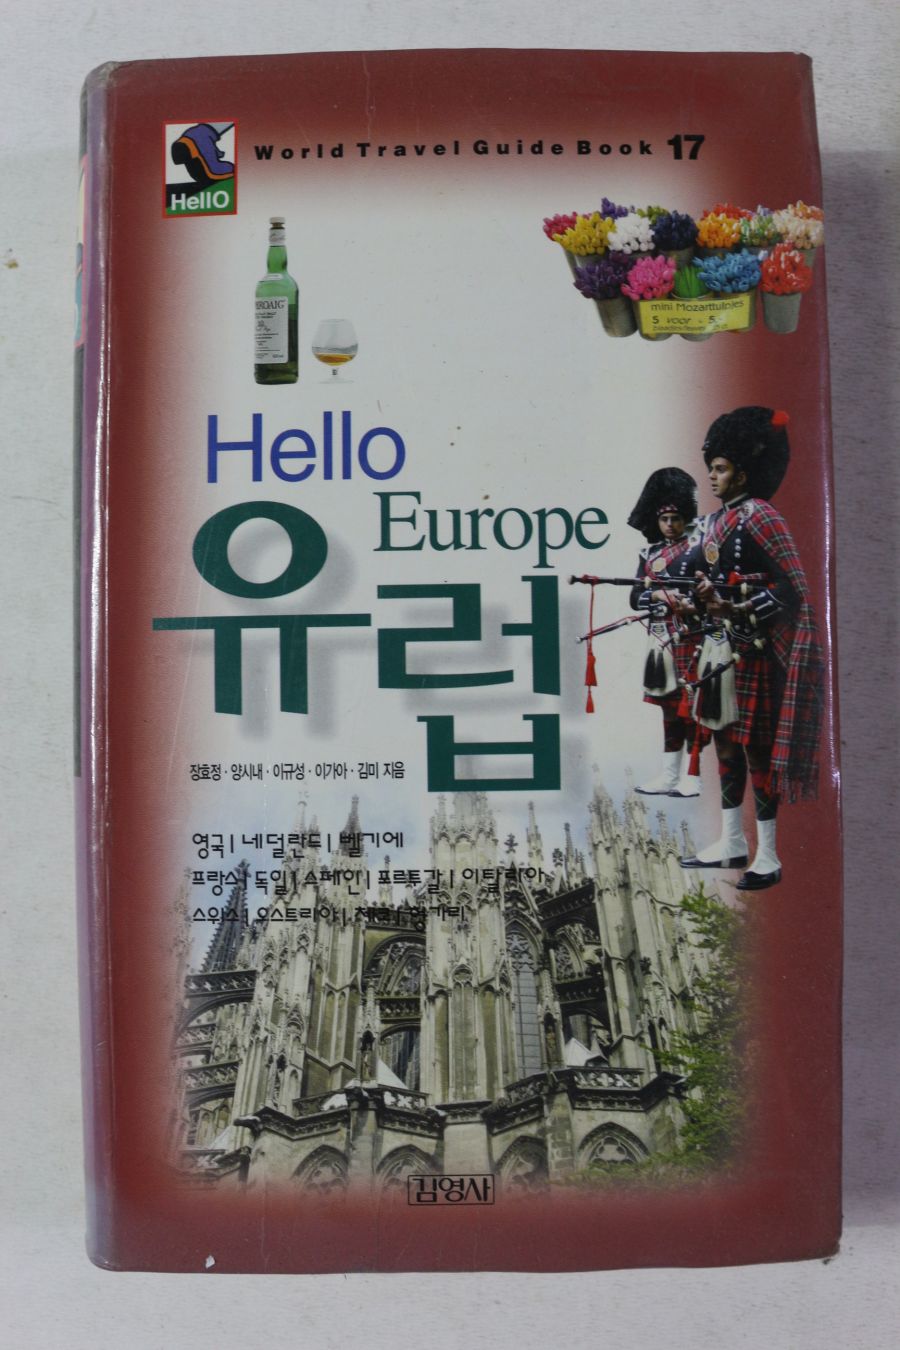 HellO
World Travel Guide Book 17
mini Mozarttulpjes
5 voor
Hello
Europe
유럽
장효정·양시내·이규성·이가아·김미 지음
영국 | 네덜란드 | 벨기에
프랑스 | 독일 | 스페인 | 포르투갈 | 이탈리아
스위스 | 오스트리아 | 체코 | 헝가리
김영사